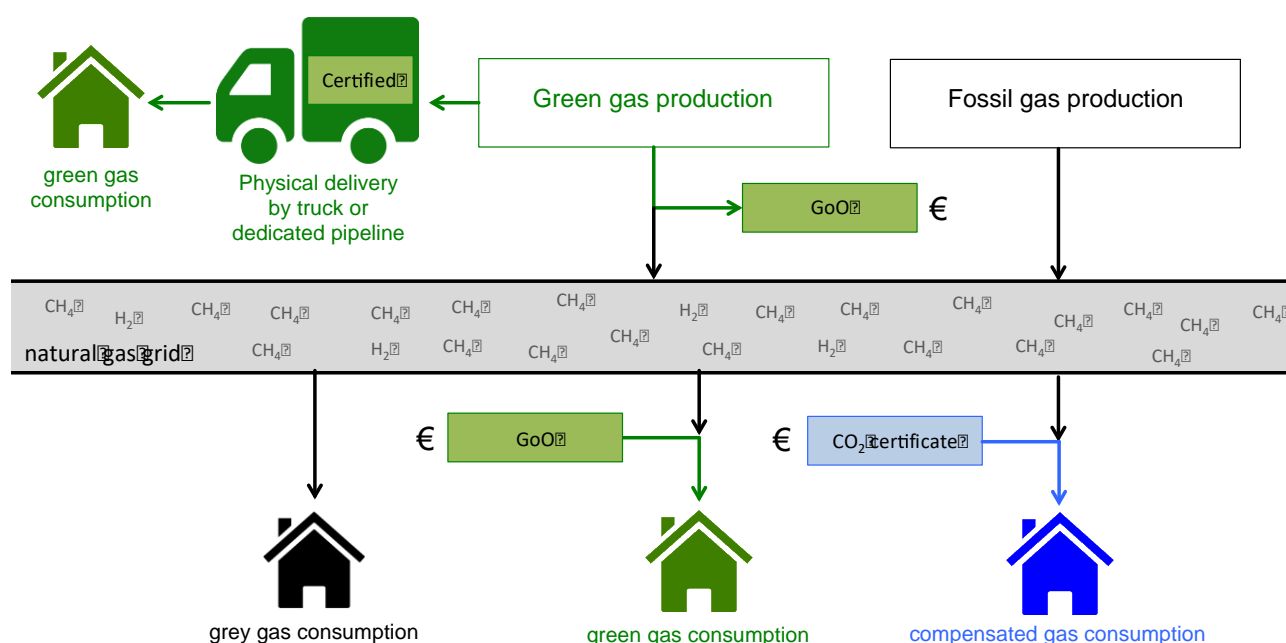 Certified
Green gas production
Fossil gas production
green gas
consumption
Physical delivery
by truck or
dedicated pipeline
GoO
€
CH₄
H₂
CH₄
CH₄
CH₄
CH₄
CH₄
H₂
CH₄
CH₄
CH₄
CH₄
CH₄
CH₄
CH₄
natural gas grid
CH₄
H₂
CH₄
CH₄
CH₄
CH₄
H₂
CH₄
CH₄
CH₄
€
GoO
€
CO₂ certificate
grey gas consumption
green gas consumption
compensated gas consumption